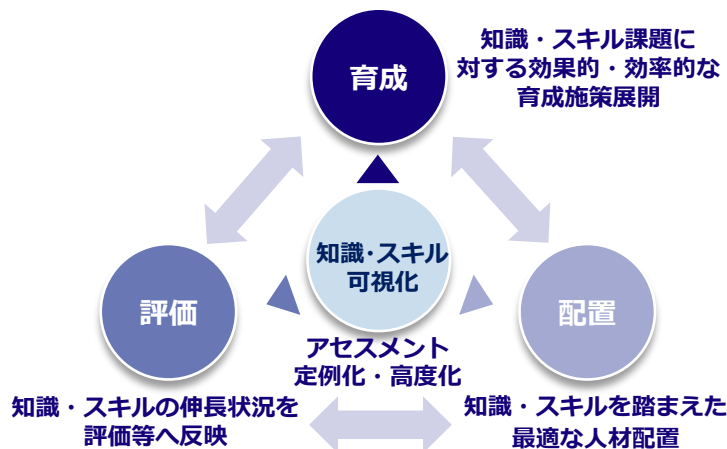 育成
知識・スキル課題に
対する効果的・効率的な
育成施策展開
知識・スキル
可視化
評価
配置
アセスメント
定例化・高度化
知識・スキルの伸長状況を
評価等へ反映
知識・スキルを踏まえた
最適な人材配置